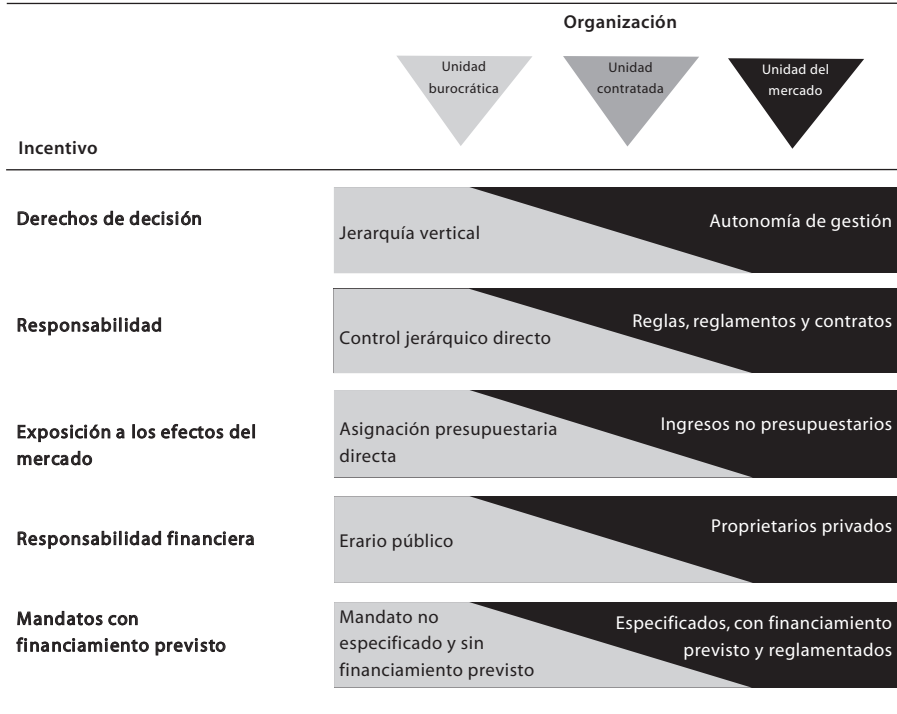 Organización
Unidad
burocrática
Unidad
contratada
Unidad del
mercado
Incentivo
Derechos de decisión
Jerarquía vertical
Autonomía de gestión
Responsabilidad
Control jerárquico directo
Reglas, reglamentos y contratos
Exposición a los efectos del
mercado
Asignación presupuestaria
directa
Ingresos no presupuestarios
Responsabilidad financiera
Erario público
Proprietarios privados
Mandatos con
financiamiento previsto
Mandato no
especificado y sin
financiamiento previsto
Especificados, con financiamiento
previsto y reglamentados